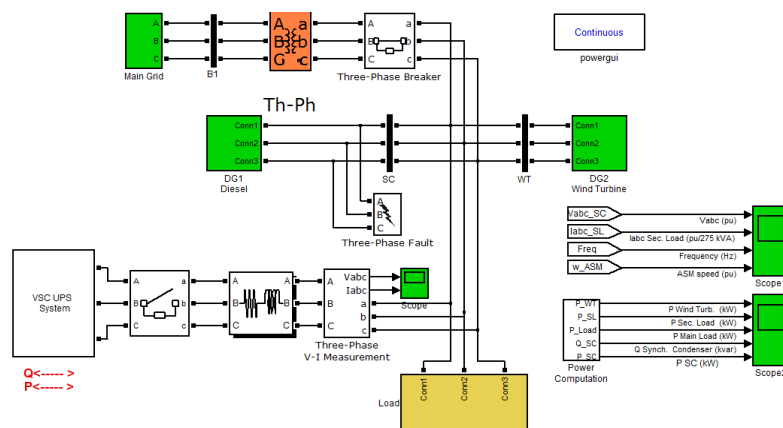 A
B
C
Main Grid
B1
A a
B b
G c
A a
B b
C c
Three-Phase Breaker
Continuous
powergui
Th-Ph
Conn1
Conn2
Conn3
DG1
Diesel
SC
WT
Conn1
Conn2
Conn3
DG2
Wind Turbine
A
B
C
Three-Phase Fault
Vabc_SC
Vabc (pu)
Iabc_SL
Iabc Sec. Load (pu/275 kVA)
Freq
Frequency (Hz)
w_ASM
ASM speed (pu)
Scope1
VSC UPS
System
A a
B b
C c
A A
B B
C C
A Vabc
Iabc
B a
b
C c
Scope
Three-Phase
V-I Measurement
P_WT
P Wind Turb. (kW)
P_SL
P Sec. Load (kW)
P_Load
P Main Load (kW)
Q_SC
Q Synch. Condenser (kvar)
P_SC
P SC (kW)
Power
Computation
Scope2
Q<----- >
P<----- >
Load
Conn1
Conn2
Conn3